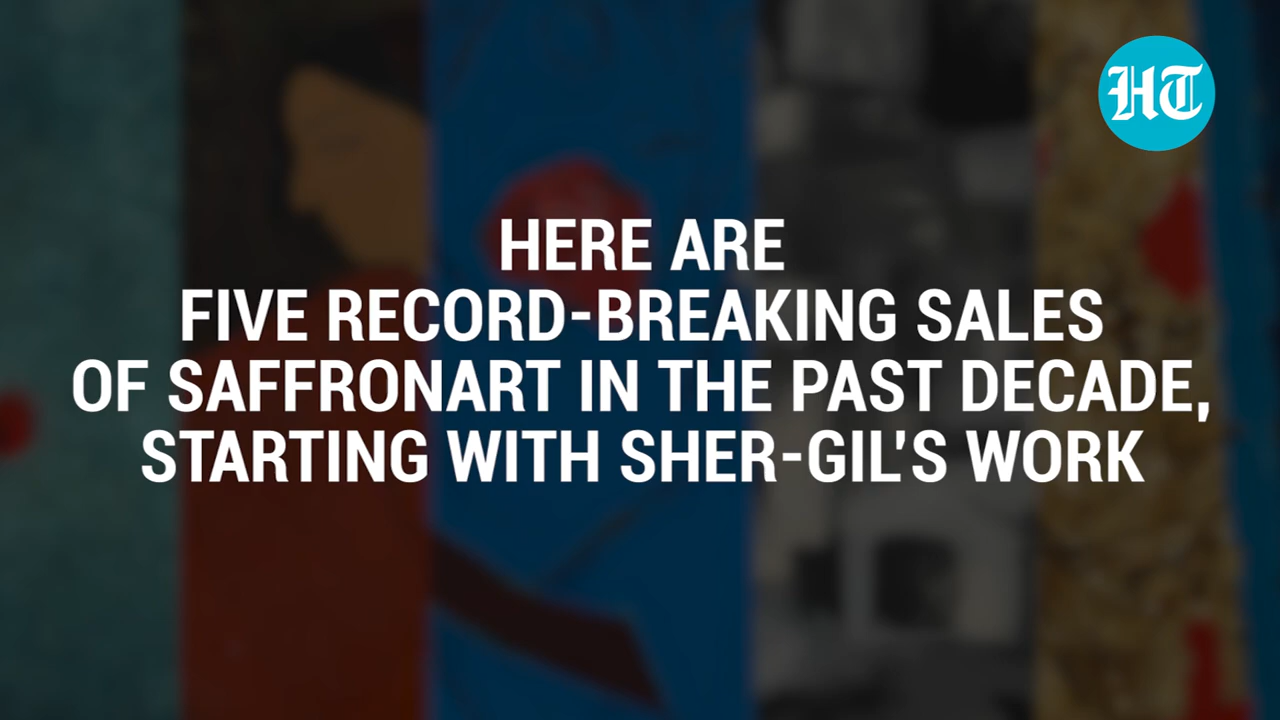 HT
HERE ARE
FIVE RECORD-BREAKING SALES
OF SAFFRONART IN THE PAST DECADE,
STARTING WITH SHER-GIL'S WORK